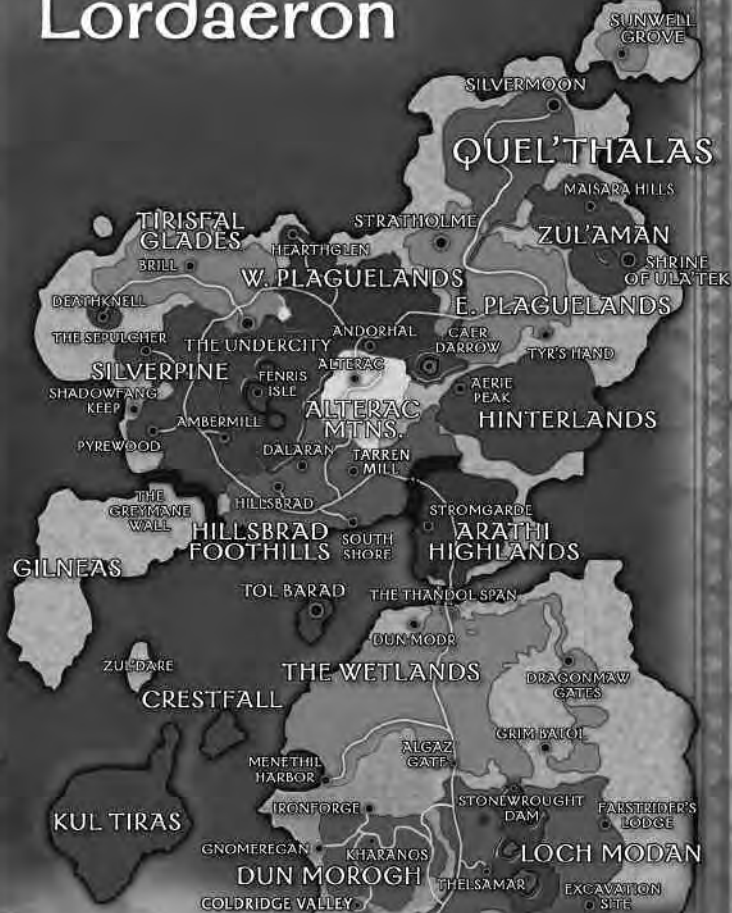 Lordaeron
SUNWELL
GROVE
SILVERMOON
QUEL'THALAS
MAISARA HILLS
TIRISFAL
GLADES
STRATHOLME
HEARTHGLEN
ZUL'AMAN
BRILL
SHRINE
OF ULA'TEK
W. PLAGUELANDS
DEATHKNELL
E. PLAGUELANDS
THE SEPULCHER
THE UNDERCITY
ANDORHAL
CAER
DARROW
TYR'S HAND
SILVERPINE
FENRIS
ISLE
ALTERAC
AERIE
PEAK
SHADOWFANG
KEEP
ALTERAC
MTNS.
HINTERLANDS
AMBERMILL
PYREWOOD
DALARAN
TARREN
MILL
THE
GREYMANE
WALL
HILLSBRAD
STROMGARDE
HILLSBRAD
FOOTHILLS
SOUTH
SHORE
ARATHI
HIGHLANDS
GILNEAS
TOL BARAD
THE THANDOL SPAN
DUN MODR
ZUL'DARE
THE WETLANDS
DRAGONMAW
GATES
CRESTFALL
GRIM BATOL
ALGAZ
GATE
MENETHIL
HARBOR
IRONFORGE
STONEWROUGHT
DAM
FARSTRIDER'S
LODGE
KUL TIRAS
GNOMEREGAN
KHARANOS
LOCH MODAN
DUN MOROGH
THELSAMAR
EXCAVATION
SITE
COLDRIDGE VALLEY